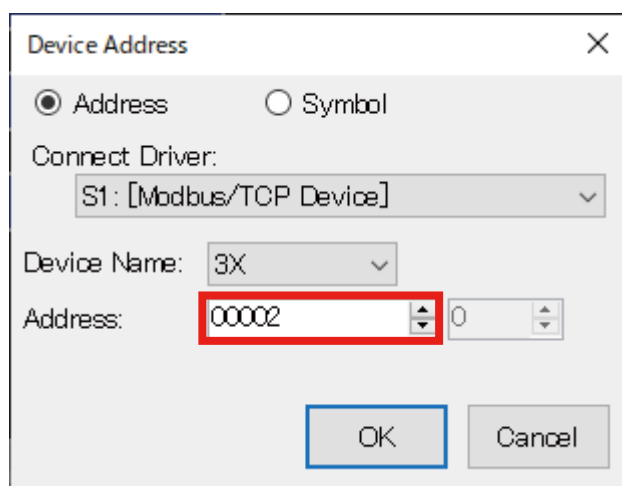 Device Address
Address Symbol
Connect Driver:
S1: [Modbus/TCP Device]
Device Name: 3X
Address: 00002 0
OK Cancel